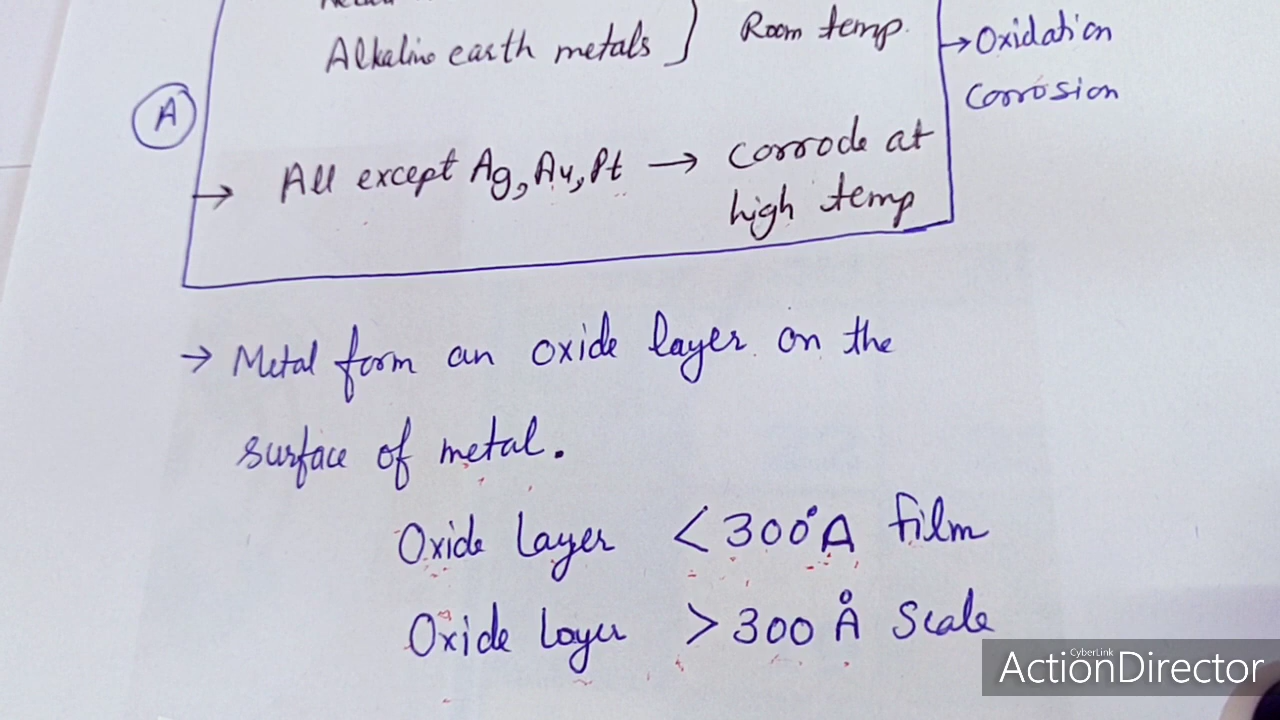 Alkaline earth metals ] Room temp.
→ Oxidation
Corrosion
A
→ All except Ag, Au, Pt → Corrode at
high temp
→ Metal form an oxide layer on the
surface of metal.
Oxide Layer < 300°A film
Oxide Layer > 300 Å Scale
CyberLink
ActionDirector